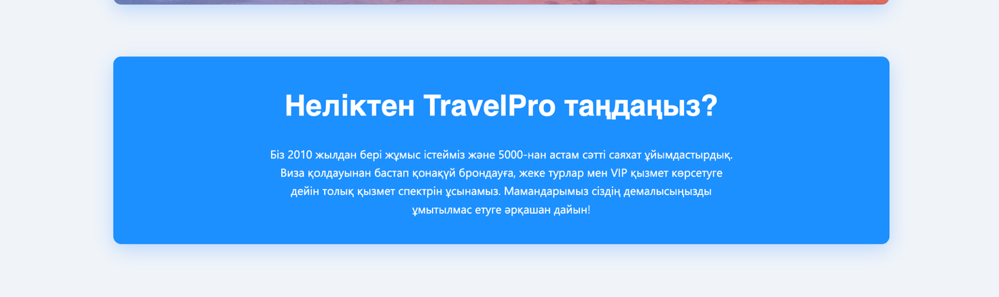 Неліктен TravelPro таңдаңыз?
Біз 2010 жылдан бері жұмыс істейміз және 5000-нан астам сәтті саяхат ұйымдастырдық.
Виза қолдауынан бастап қонақүй брондауға, жеке турлар мен VIP қызмет көрсетуге
дейін толық қызмет спектрін ұсынамыз. Мамандарымыз сіздің демалысыңызды
ұмытылмас етуге әрқашан дайын!